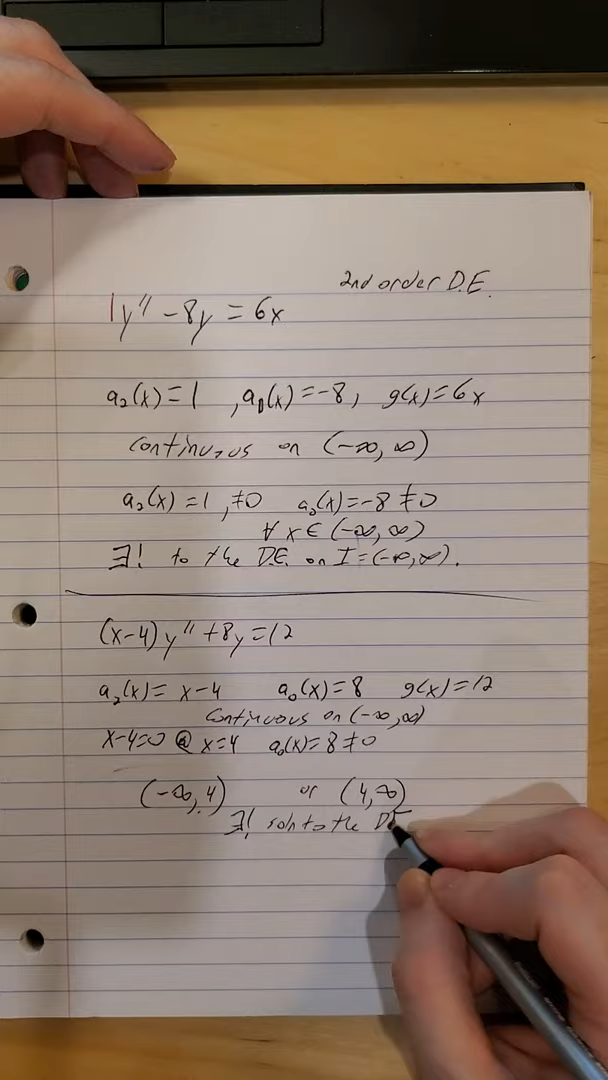 2nd order D.E.
1y'' - 8y = 6x
a₂(x) = 1 , a₀(x) = -8, g(x) = 6x
continuous on (-∞, ∞)
a₂(x) = 1, ≠0 a₀(x) = -8 ≠0
∀ x ∈ (-∞, ∞)
∃! to the D.E. on I = (-∞, ∞).
(x-4) y'' + 8y = 12
a₂(x) = x-4 a₀(x) = 8 g(x) = 12
continuous on (-∞, ∞)
x-4=0 @ x=4 a₀(x) = 8 ≠0
(-∞, 4) or (4, ∞)
∃! soln to the DE